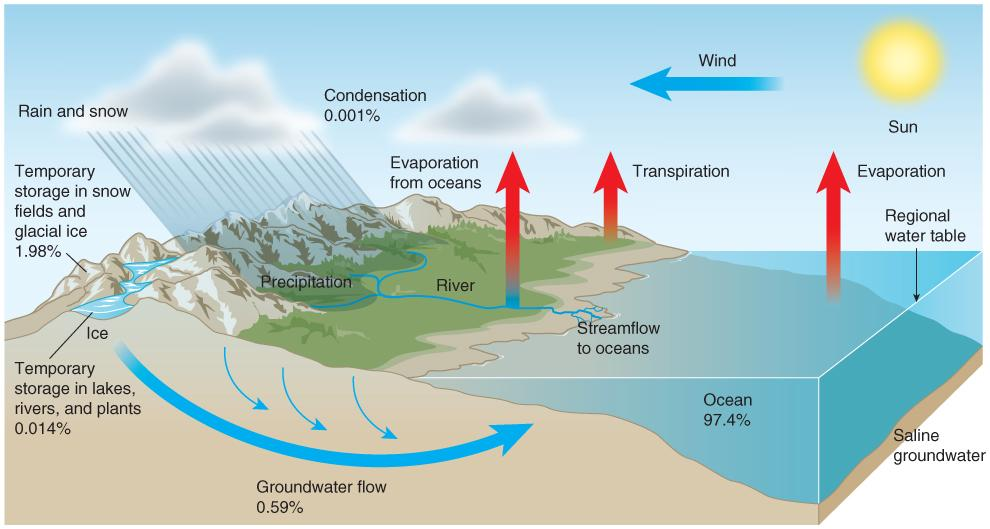 Wind
Sun
Rain and snow
Condensation
0.001%
Temporary
storage in snow
fields and
glacial ice
1.98%
Evaporation
from oceans
Transpiration
Evaporation
Regional
water table
Precipitation
River
Streamflow
to oceans
Ice
Temporary
storage in lakes,
rivers, and plants
0.014%
Ocean
97.4%
Saline
groundwater
Groundwater flow
0.59%